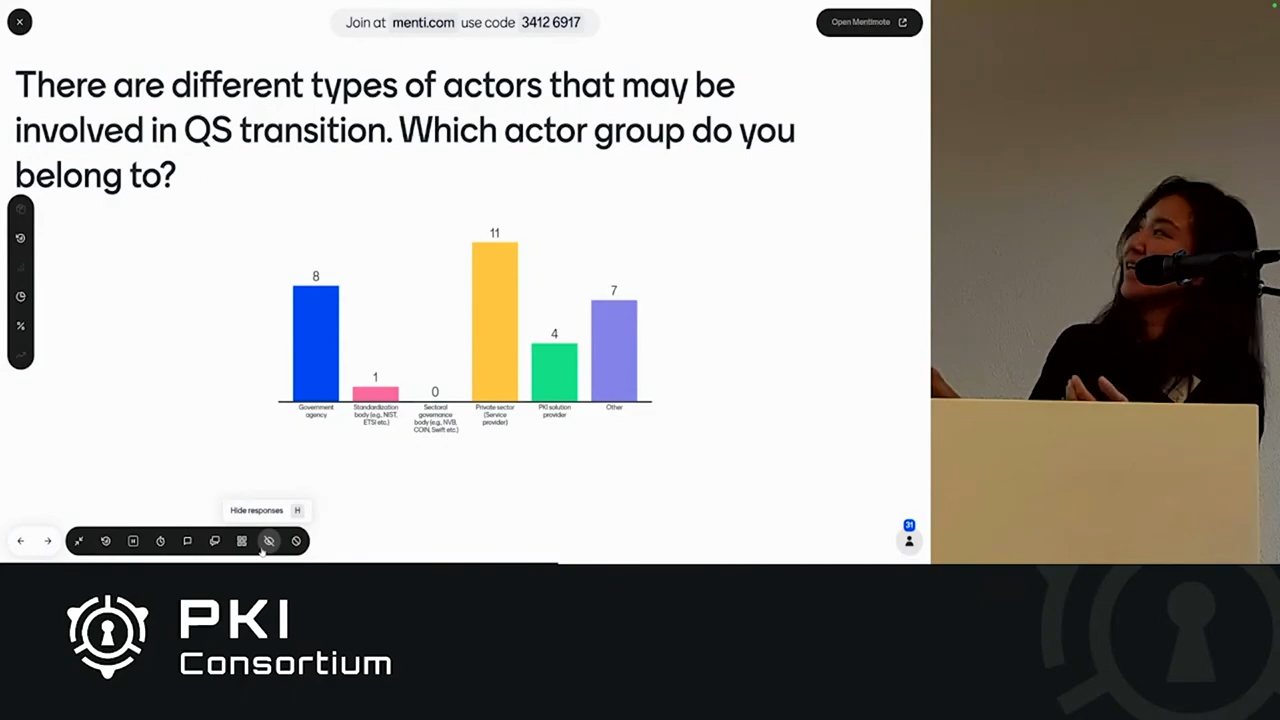 Join at menti.com use code 3412 6917
Open Mentimote
There are different types of actors that may be
involved in QS transition. Which actor group do you
belong to?
8
1
0
11
4
7
Government
agency
Standardization
body (e.g., NIST,
ETSI etc.)
Sectoral
governance
body (e.g., NVB,
COIN, Swift etc.)
Private sector
(Service
provider)
PKI solution
provider
Other
Hide responses H
31
PKI
Consortium